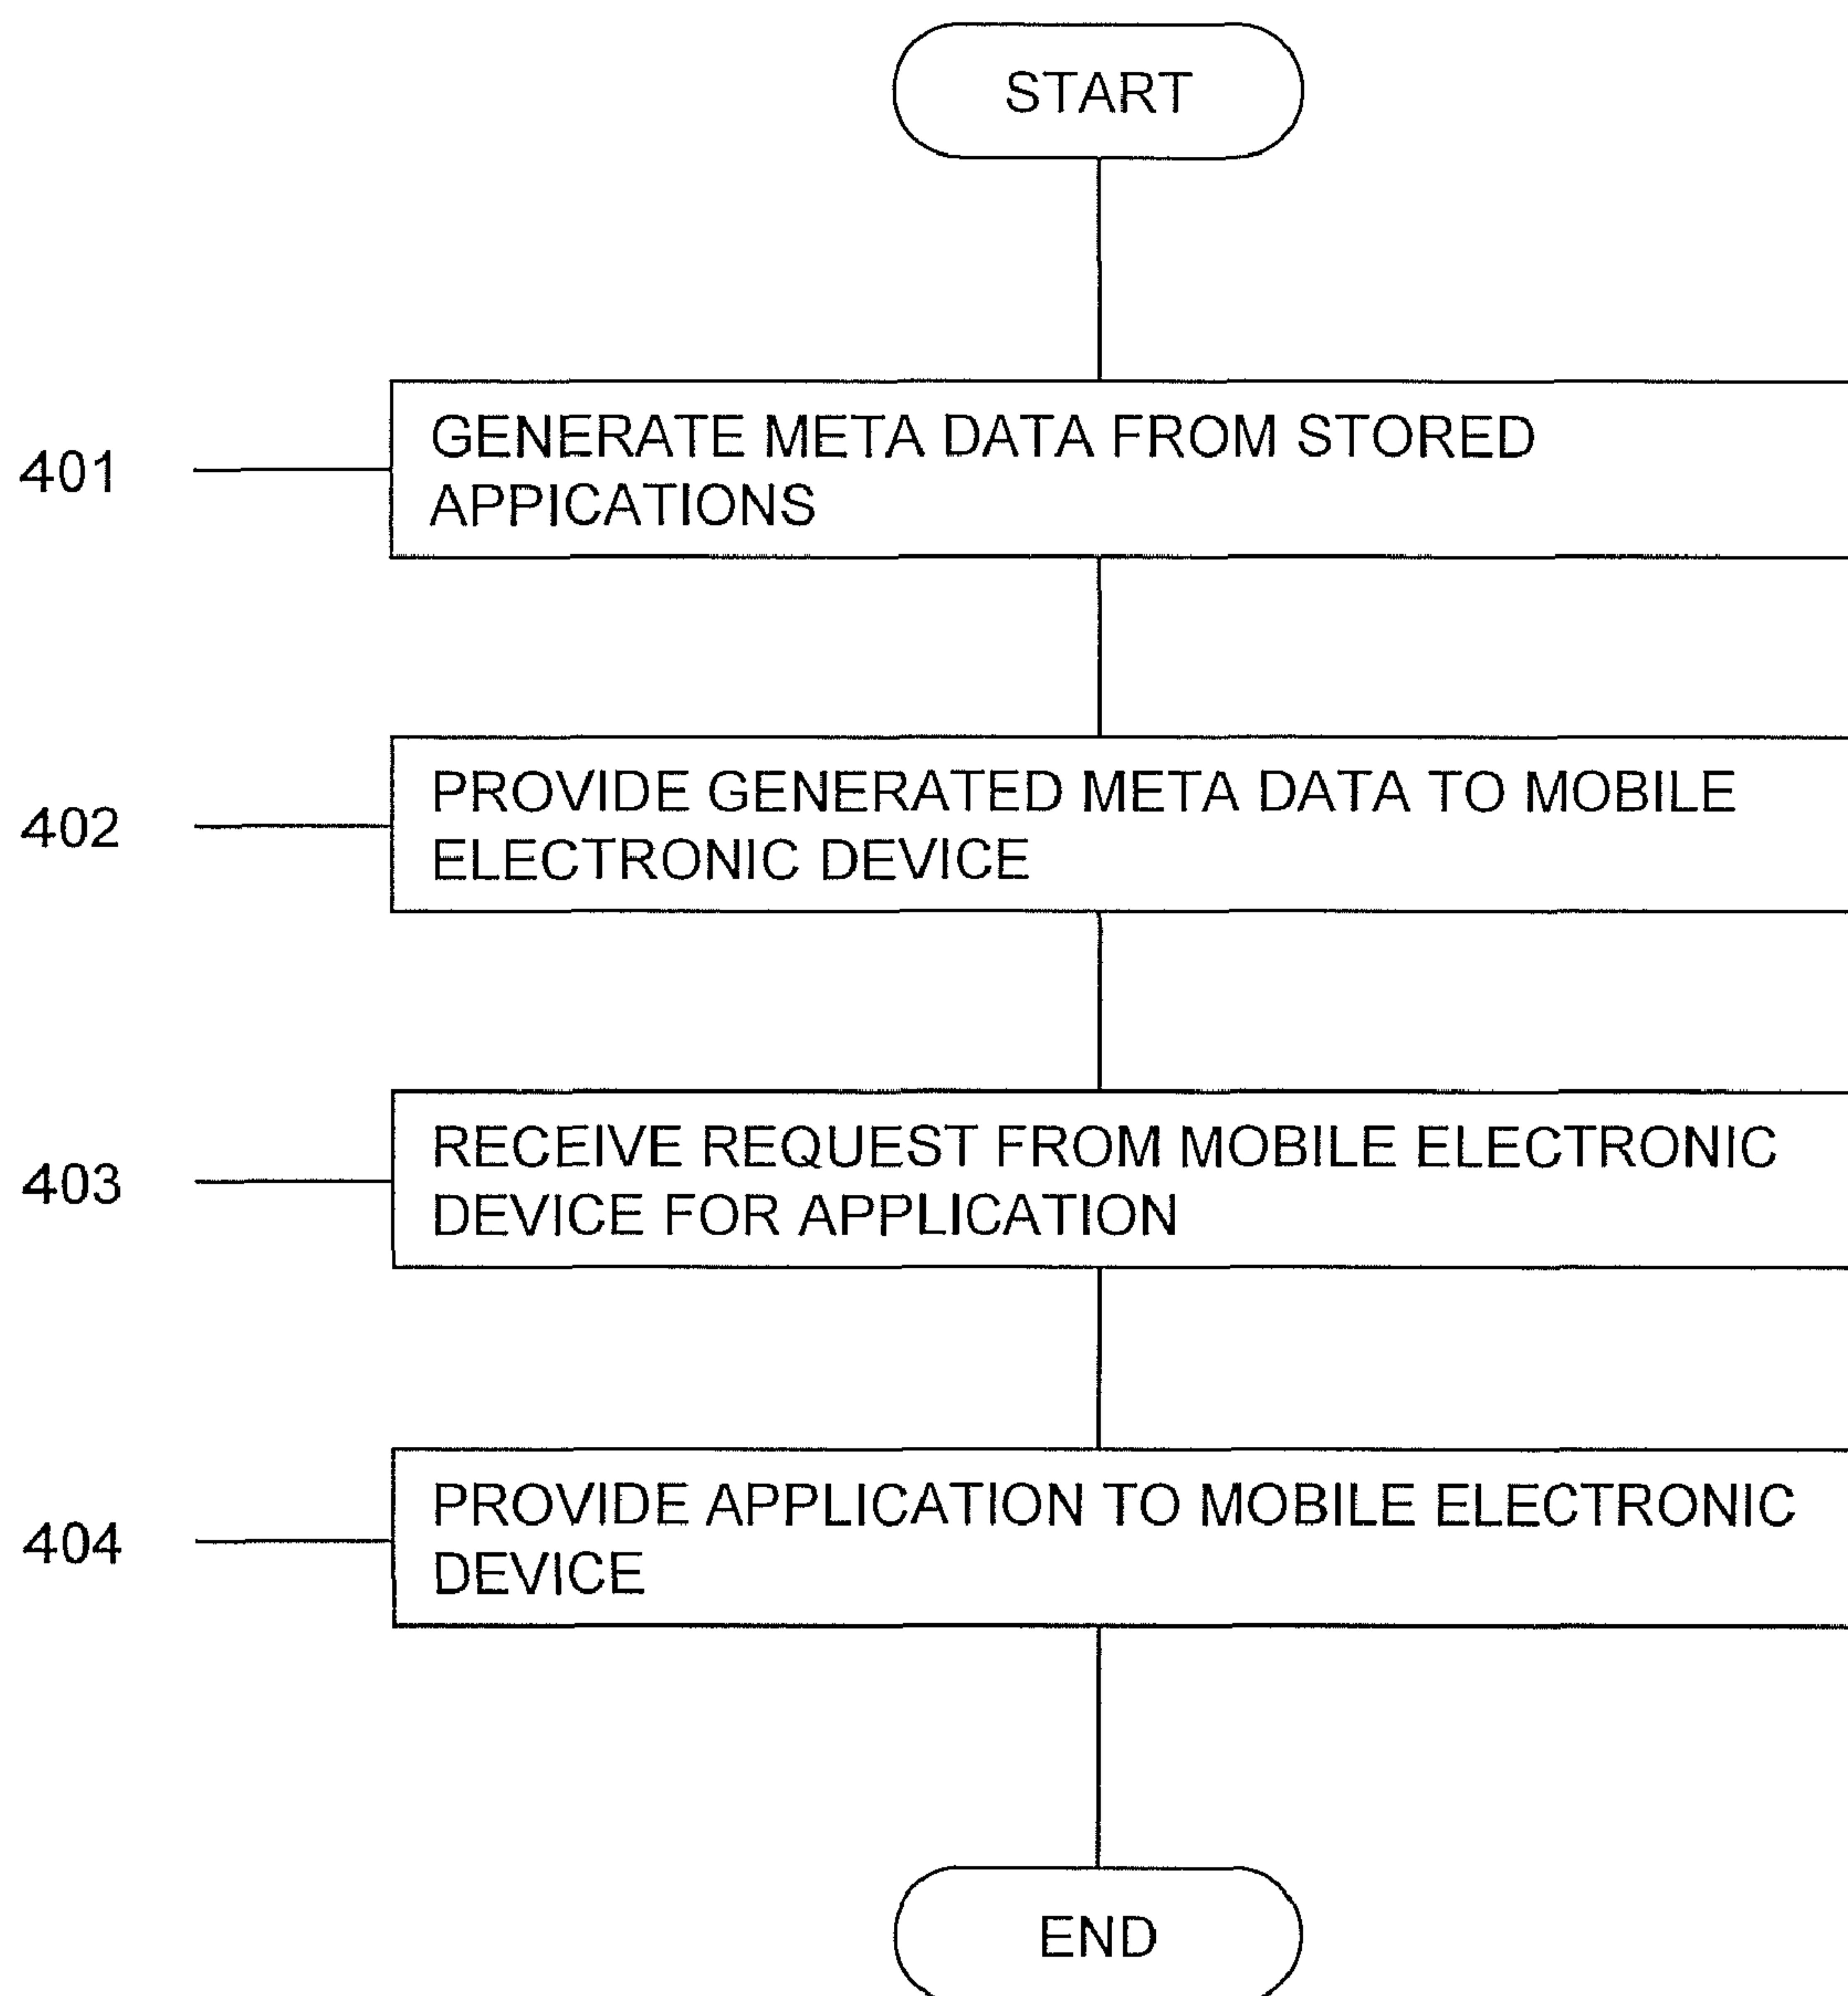 START
401
GENERATE META DATA FROM STORED
APPICATIONS
402
PROVIDE GENERATED META DATA TO MOBILE
ELECTRONIC DEVICE
403
RECEIVE REQUEST FROM MOBILE ELECTRONIC
DEVICE FOR APPLICATION
404
PROVIDE APPLICATION TO MOBILE ELECTRONIC
DEVICE
END